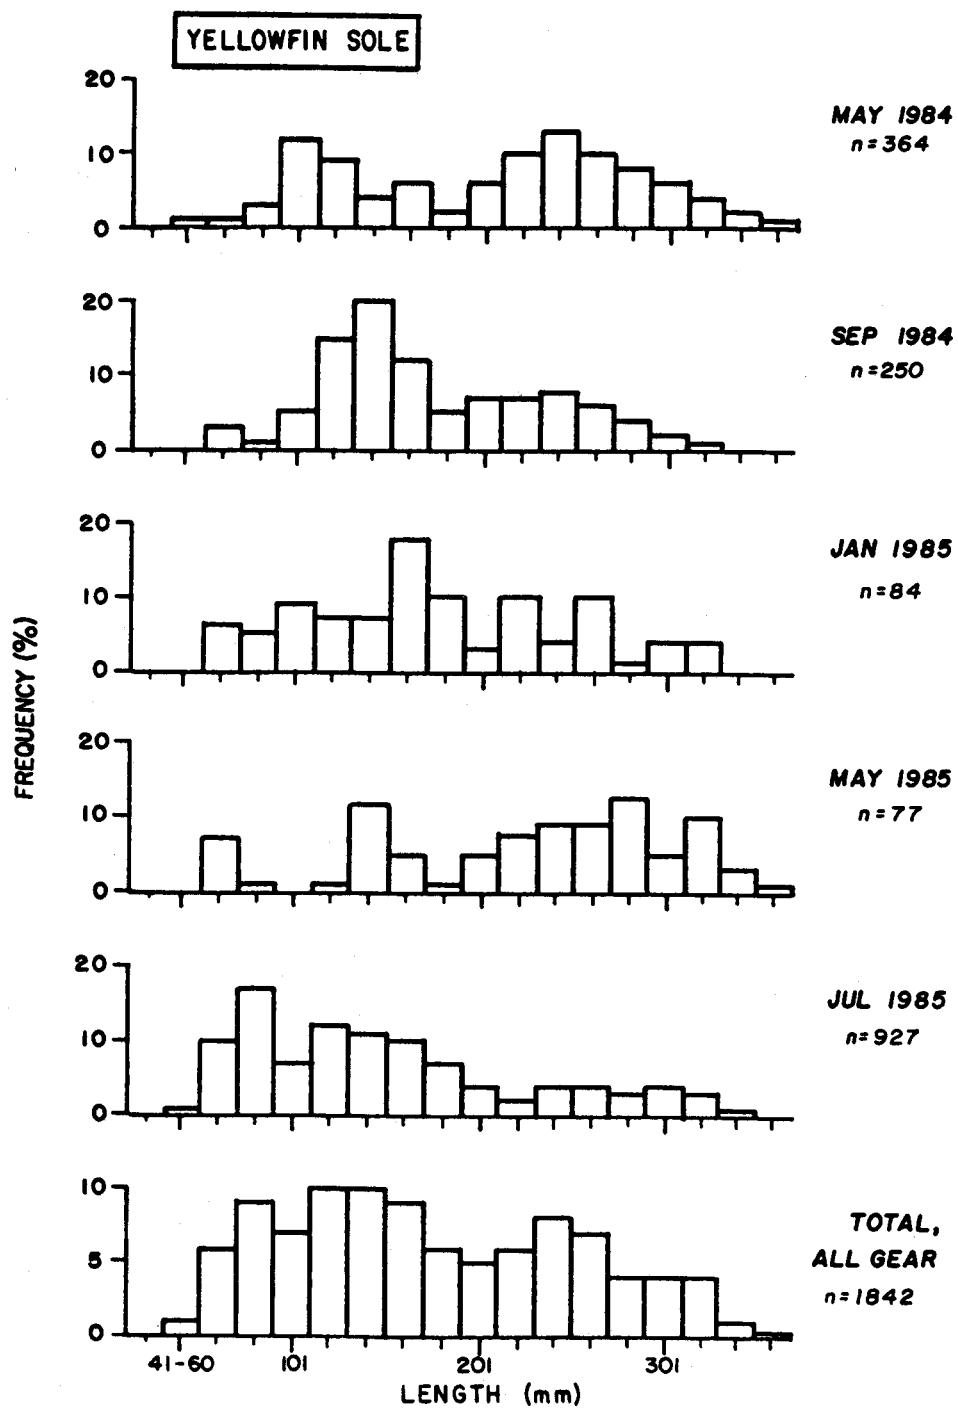 YELLOWFIN SOLE
20
10
0
MAY 1984
n=364
20
10
0
SEP 1984
n=250
20
10
0
JAN 1985
n=84
FREQUENCY (%)
20
10
0
MAY 1985
n=77
20
10
0
JUL 1985
n=927
10
5
0
TOTAL,
ALL GEAR
n=1842
41-60 101 201 301
LENGTH (mm)